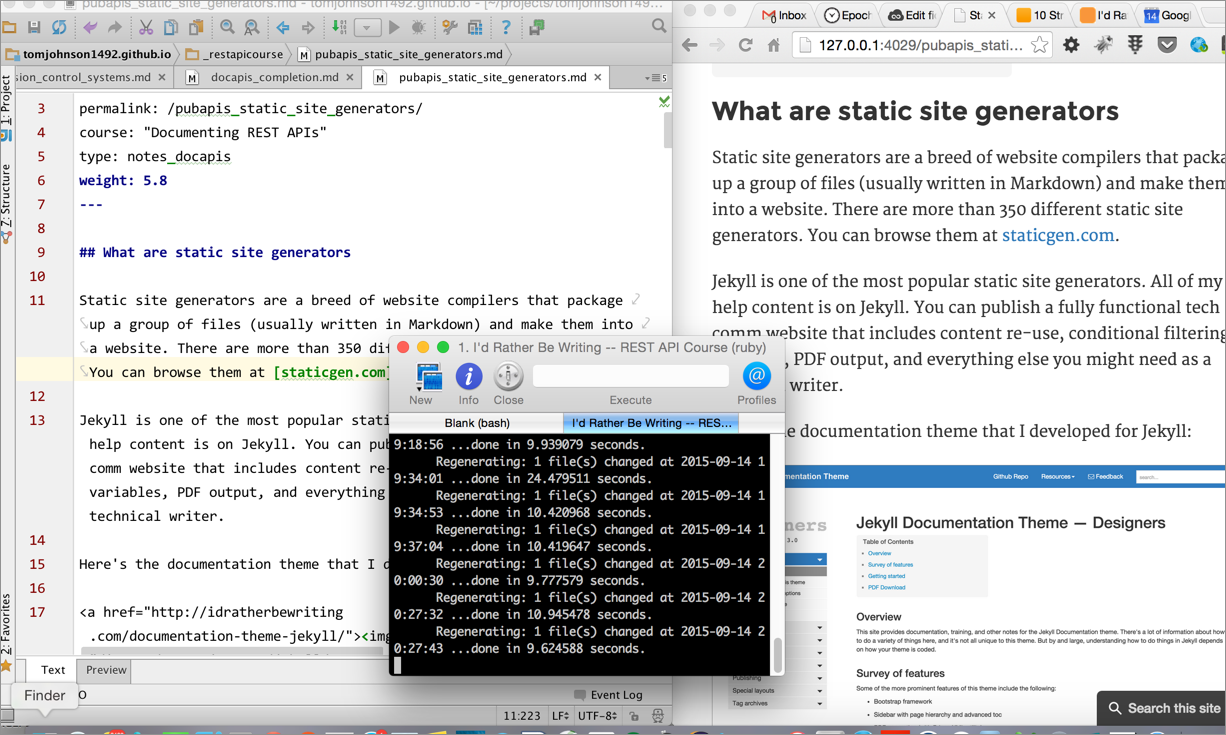 pubapis_static_site_generators.md - tomjohnson1492.github.io - [~/projects/tomjohnson149...
tomjohnson1492.github.io
_restapicourse
pubapis_static_site_generators.md
sion_control_systems.md
docapis_completion.md
pubapis_static_site_generators.md
5
1: Project
7: Structure
2: Favorites
3 permalink: /pubapis_static_site_generators/
4 course: "Documenting REST APIs"
5 type: notes_docapis
6 weight: 5.8
7 ---
8
9 ## What are static site generators
10
11 Static site generators are a breed of website compilers that package
up a group of files (usually written in Markdown) and make them into
a website. There are more than 350 dif
You can browse them at [staticgen.com]
12
13 Jekyll is one of the most popular stati
help content is on Jekyll. You can pub
comm website that includes content re-
variables, PDF output, and everything
technical writer.
14
15 Here's the documentation theme that I d
16
17 <a href="http://idratherbewriting
.com/documentation-theme-jekyll/"><img
Text
Preview
Finder
Event Log
11:223 LF UTF-8
1. I'd Rather Be Writing -- REST API Course (ruby)
New
Info
Close
Execute
Profiles
Blank (bash)
I'd Rather Be Writing -- RES...
9:18:56 ...done in 9.939079 seconds.
Regenerating: 1 file(s) changed at 2015-09-14 1
9:34:01 ...done in 24.479511 seconds.
Regenerating: 1 file(s) changed at 2015-09-14 1
9:34:53 ...done in 10.420968 seconds.
Regenerating: 1 file(s) changed at 2015-09-14 1
9:37:04 ...done in 10.419647 seconds.
Regenerating: 1 file(s) changed at 2015-09-14 2
0:00:30 ...done in 9.777579 seconds.
Regenerating: 1 file(s) changed at 2015-09-14 2
0:27:32 ...done in 10.945478 seconds.
Regenerating: 1 file(s) changed at 2015-09-14 2
0:27:43 ...done in 9.624588 seconds.
Inbox
Epoch
Edit fi
St
10 Str
I'd Ra
14 Googl
127.0.0.1:4029/pubapis_stati...
What are static site generators
Static site generators are a breed of website compilers that packa
up a group of files (usually written in Markdown) and make them
into a website. There are more than 350 different static site
generators. You can browse them at staticgen.com.
Jekyll is one of the most popular static site generators. All of my
help content is on Jekyll. You can publish a fully functional tech
comm website that includes content re-use, conditional filtering
, PDF output, and everything else you might need as a
writer.
e documentation theme that I developed for Jekyll:
mentation Theme
Github Repo
Resources
Feedback
search...
ners
3.0
Jekyll Documentation Theme — Designers
Table of Contents
Overview
Survey of features
Getting started
PDF Download
Overview
This site provides documentation, training, and other notes for the Jekyll Documentation theme. There's a lot of information about how
to do a variety of things here, and it's not all unique to this theme. But by and large, understanding how to do things in Jekyll depends
on how your theme is coded.
Survey of features
Some of the more prominent features of this theme include the following:
Bootstrap framework
Sidebar with page hierarchy and advanced toc
is theme
ptions
Publishing
Special layouts
Tag archives
Search this site